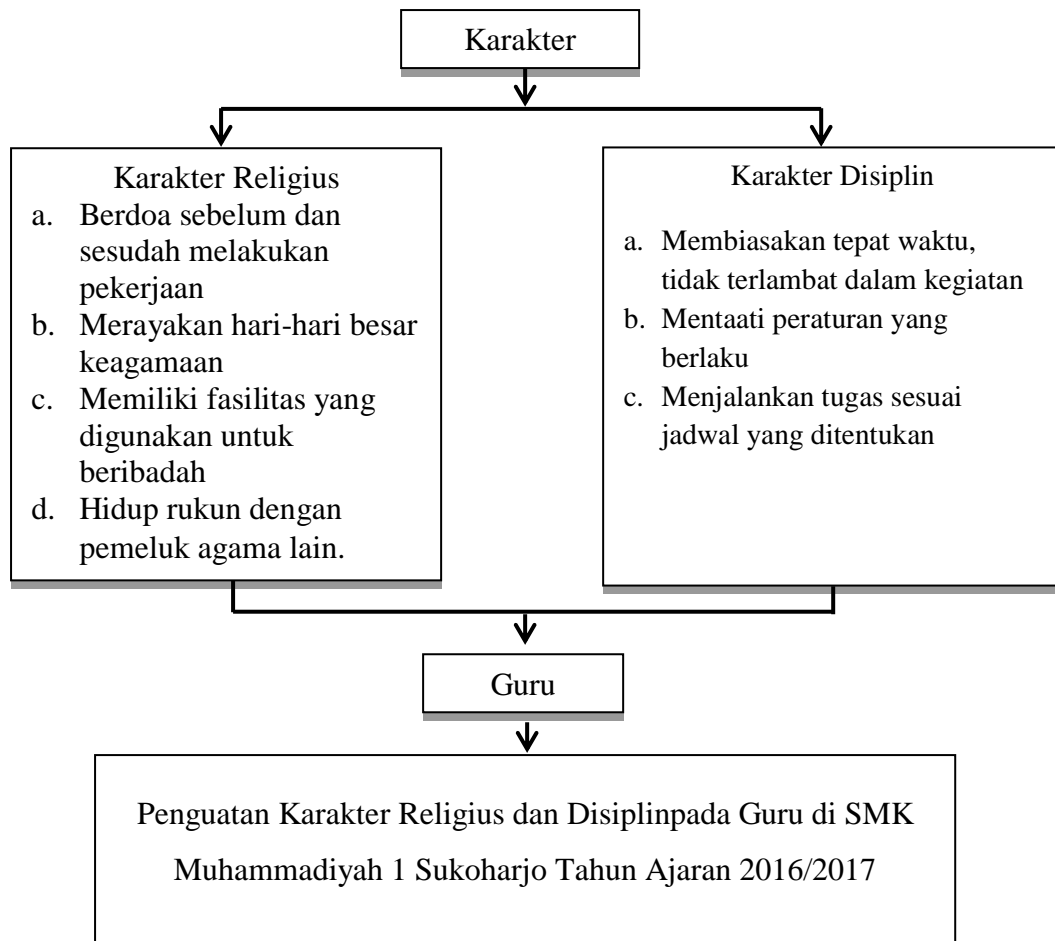 Karakter
Karakter Religius
a. Berdoa sebelum dan
sesudah melakukan
pekerjaan
b. Merayakan hari-hari besar
keagamaan
c. Memiliki fasilitas yang
digunakan untuk
beribadah
d. Hidup rukun dengan
pemeluk agama lain.
Karakter Disiplin
a. Membiasakan tepat waktu,
tidak terlambat dalam kegiatan
b. Mentaati peraturan yang
berlaku
c. Menjalankan tugas sesuai
jadwal yang ditentukan
Guru
Penguatan Karakter Religius dan Disiplinpada Guru di SMK
Muhammadiyah 1 Sukoharjo Tahun Ajaran 2016/2017